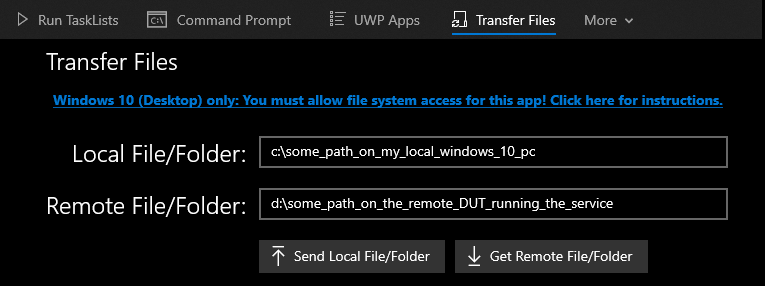 Run TaskLists C:\ Command Prompt UWP Apps Transfer Files More
Transfer Files
Windows 10 (Desktop) only: You must allow file system access for this app! Click here for instructions.
Local File/Folder: c:\some_path_on_my_local_windows_10_pc
Remote File/Folder: d:\some_path_on_the_remote_DUT_running_the_service
Send Local File/Folder Get Remote File/Folder